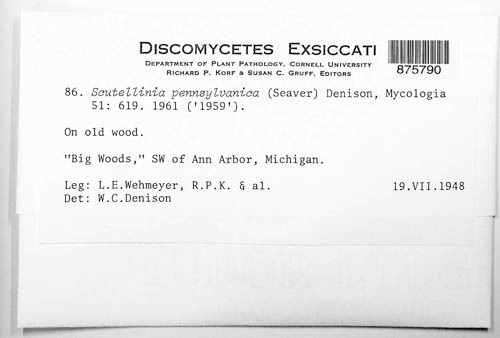 DISCOMYCETES EXSICCATI
DEPARTMENT OF PLANT PATHOLOGY, CORNELL UNIVERSITY
RICHARD P. KORF & SUSAN C. GRUFF, EDITORS
875790
86. Scutellinia pennsylvanica (Seaver) Denison, Mycologia
51: 619. 1961 ('1959').
On old wood.
"Big Woods," SW of Ann Arbor, Michigan.
Leg: L.E.Wehmeyer, R.P.K. & al. 19.VII.1948
Det: W.C.Denison